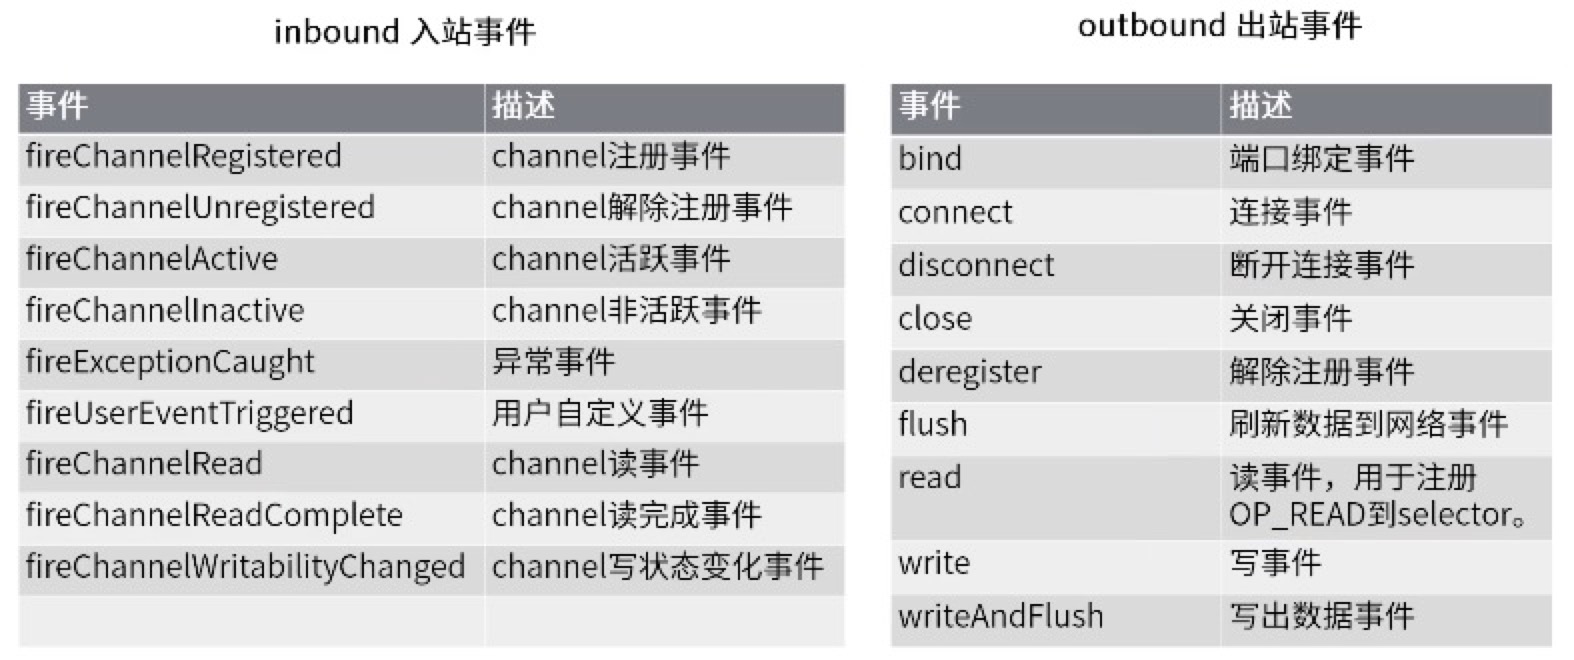 inbound 入站事件
事件 描述
fireChannelRegistered channel注册事件
fireChannelUnregistered channel解除注册事件
fireChannelActive channel活跃事件
fireChannelInactive channel非活跃事件
fireExceptionCaught 异常事件
fireUserEventTriggered 用户自定义事件
fireChannelRead channel读事件
fireChannelReadComplete channel读完成事件
fireChannelWritabilityChanged channel写状态变化事件
outbound 出站事件
事件 描述
bind 端口绑定事件
connect 连接事件
disconnect 断开连接事件
close 关闭事件
deregister 解除注册事件
flush 刷新数据到网络事件
read 读事件，用于注册
OP_READ到selector。
write 写事件
writeAndFlush 写出数据事件